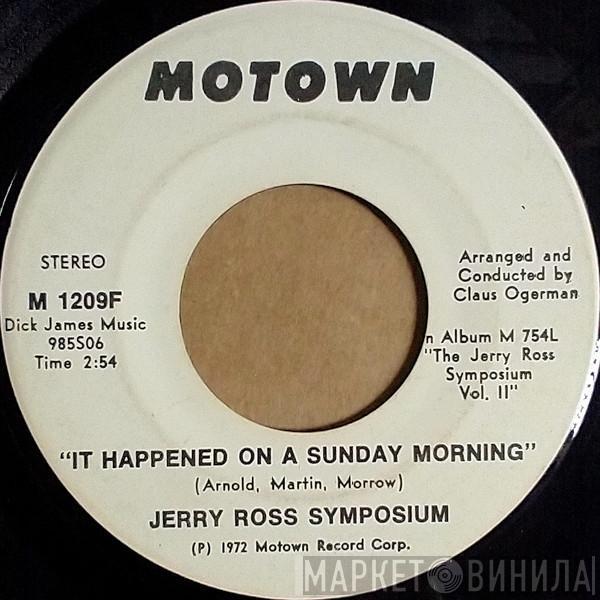 MOTOWN
STEREO
M 1209F
Dick James Music
985S06
Time 2:54
Arranged and
Conducted by
Claus Ogerman
n Album M 754L
"The Jerry Ross
Symposium
Vol. II"
"IT HAPPENED ON A SUNDAY MORNING"
(Arnold, Martin, Morrow)
JERRY ROSS SYMPOSIUM
(P) 1972 Motown Record Corp.
МАРКЕТ ВИНИЛА